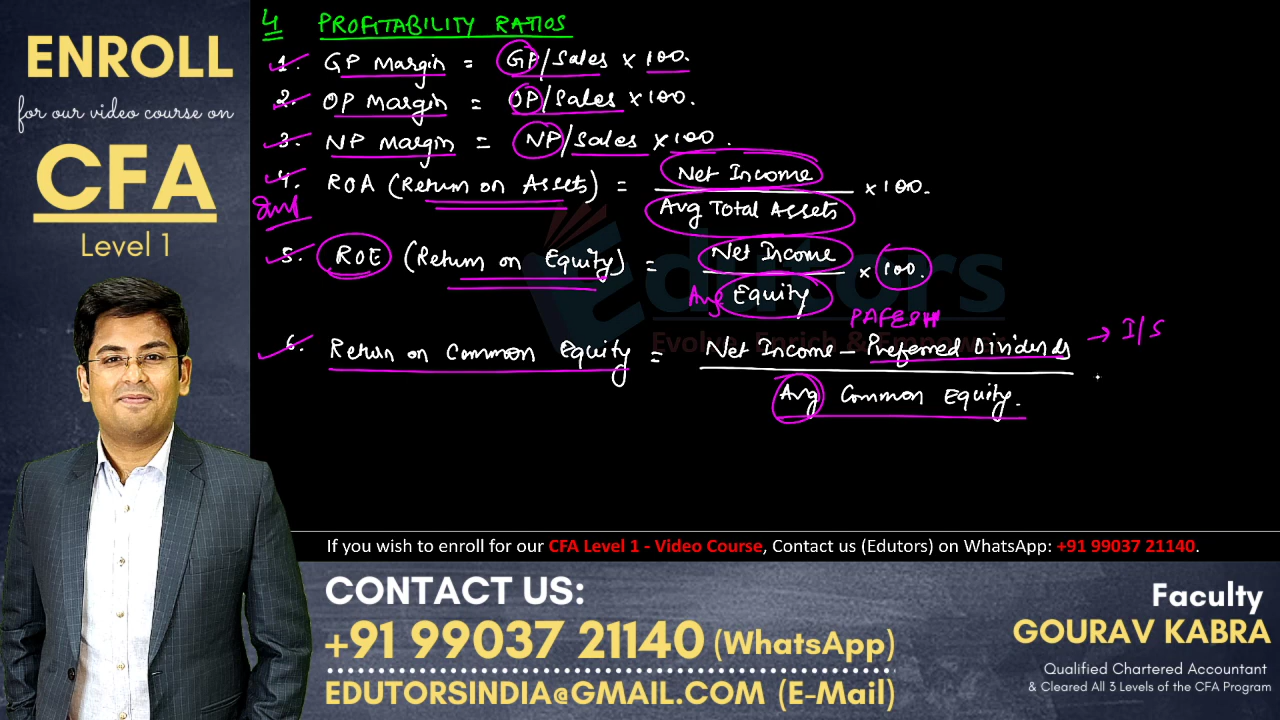 ENROLL
for our video course on
CFA
Level 1
4 PROFITABILITY RATIOS
1. GP Margin = GP/Sales × 100.
2. OP Margin = OP/Sales × 100.
3. NP Margin = NP/Sales × 100.
4. ROA (Return on Assets) = Net Income / Avg Total Assets × 100.
5. ROE (Return on Equity) = Net Income / Avg Equity × 100.
PAFESH
6. Return on Common Equity = Net Income – Preferred Dividends / Avg Common Equity. → I/S
Edutors
If you wish to enroll for our CFA Level 1 - Video Course, Contact us (Edutors) on WhatsApp: +91 99037 21140.
CONTACT US:
+91 99037 21140 (WhatsApp)
EDUTORSINDIA@GMAIL.COM (E-Mail)
Faculty
GOURAV KABRA
Qualified Chartered Accountant
& Cleared All 3 Levels of the CFA Program